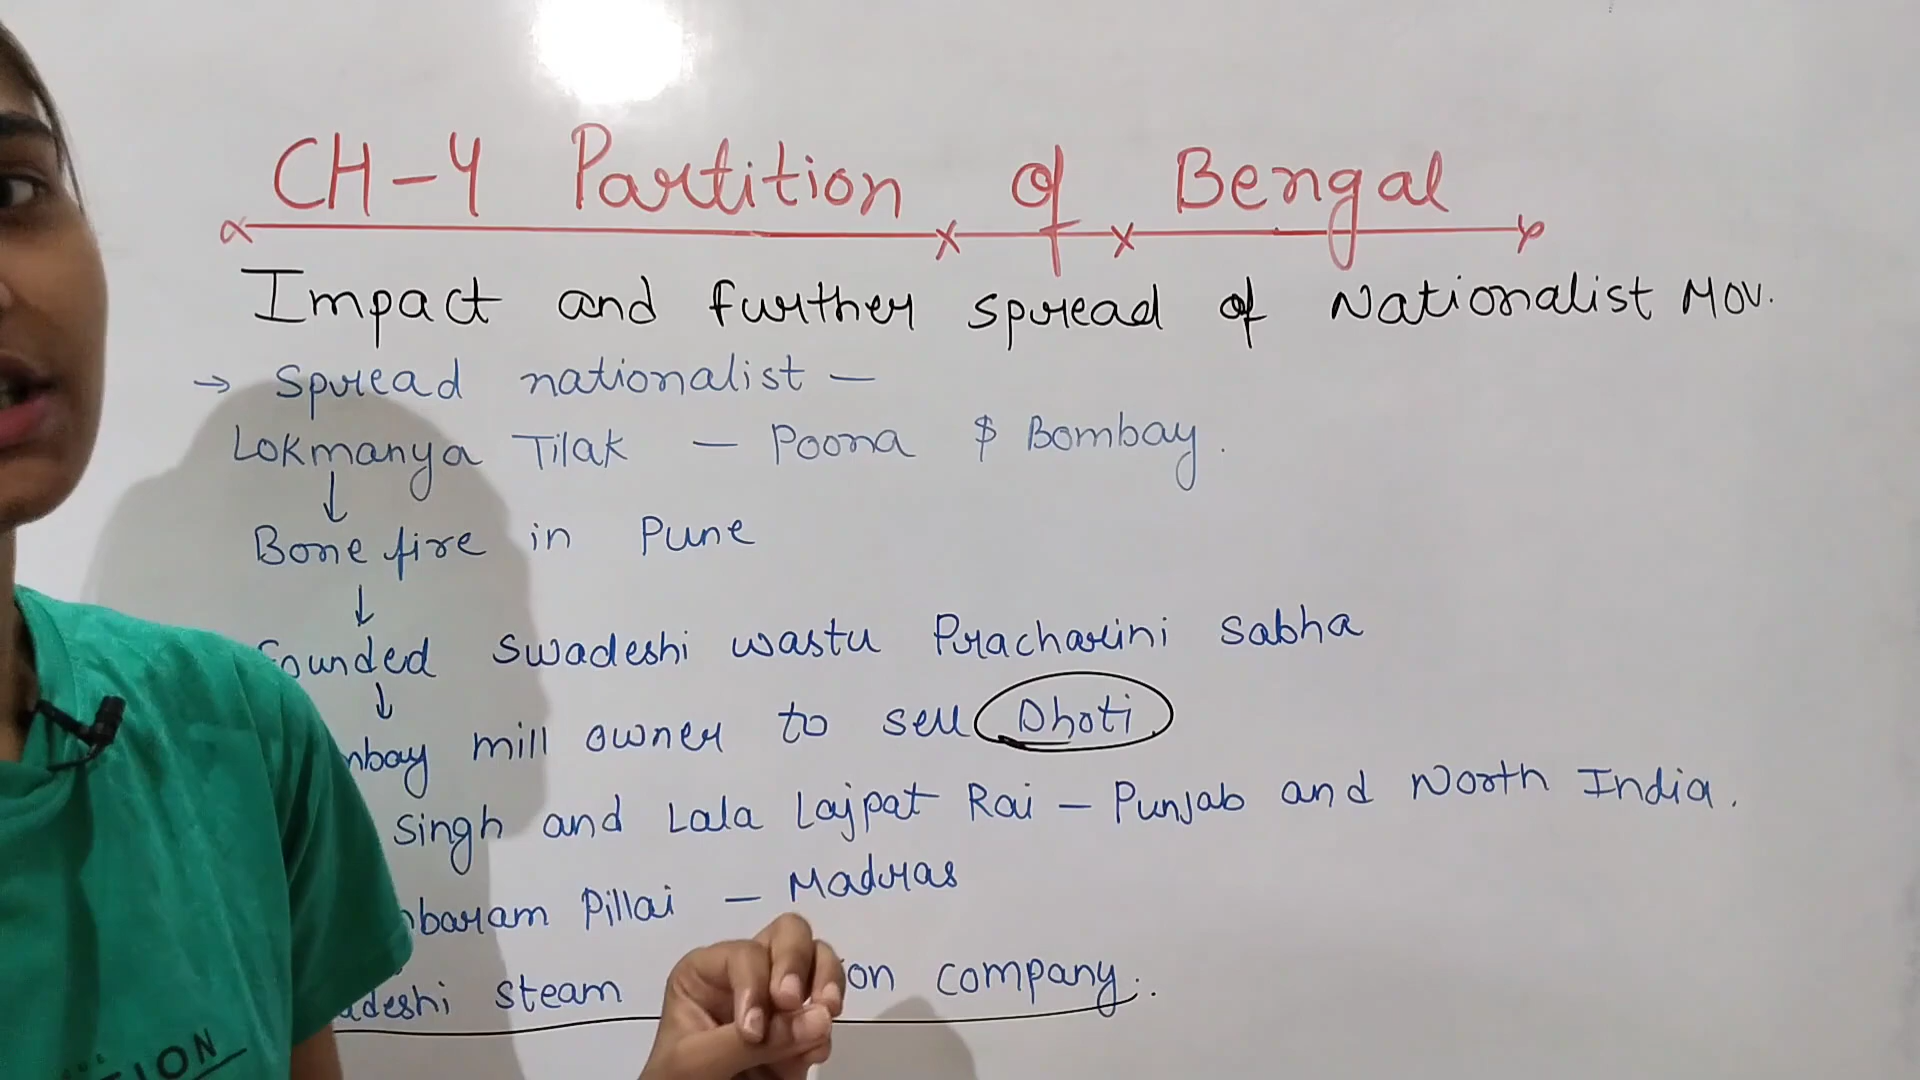 CH-4 Partition of Bengal
Impact and further spread of Nationalist Mov.
→ Spread nationalist -
Lokmanya Tilak - Poona $ Bombay.
↓
Bone fire in Pune
↓
Founded Swadeshi wastu Pracharini Sabha
↓
mbay mill owner to sell Dhoti
Singh and Lala Lajpat Rai - Punjab and North India.
mbaram Pillai - Madras
adeshi steam on company.